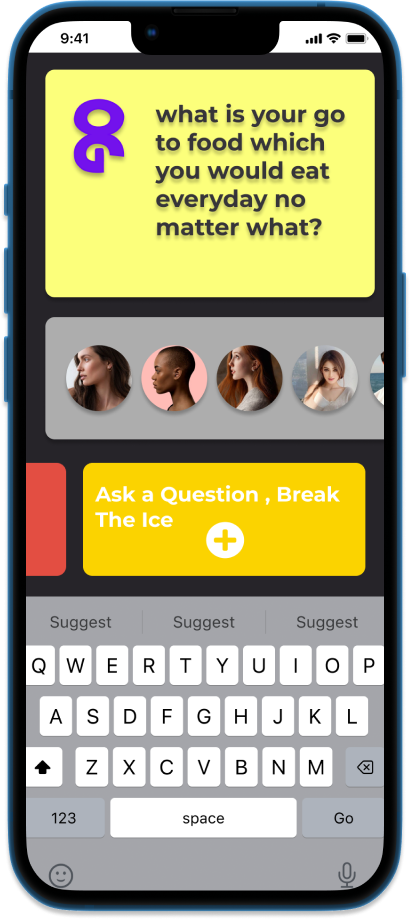 9:41
OG
what is your go
to food which
you would eat
everyday no
matter what?
Ask a Question , Break
The Ice
Suggest Suggest Suggest
Q W E R T Y U I O P
A S D F G H J K L
Z X C V B N M
123 space Go